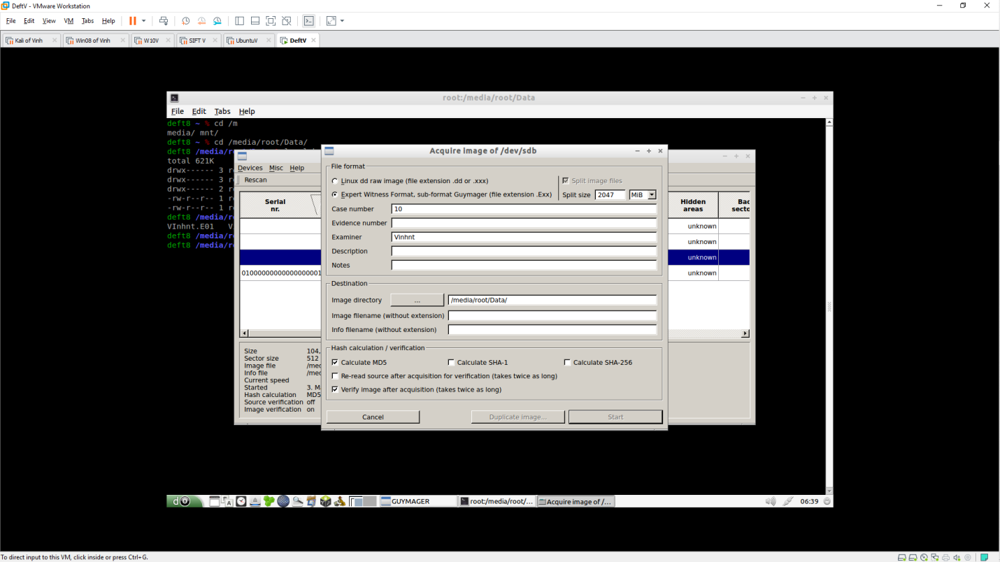 DeftV - VMware Workstation
File Edit View VM Tabs Help
Kali of Vinh Win08 of Vinh W10V SIFT V UbuntuV DeftV
root:/media/root/Data
File Edit Tabs Help
deft8 ~ % cd /m
media/ mnt/
deft8 ~ % cd /media/root/Data/
deft8 /media/r
total 621K
drwx------ 3 r
drwx------ 3 r
drwx------ 2 r
-rw-r--r-- 1 r
-rw-r--r-- 1 r
deft8 /media/r
VInhnt.E01 V
deft8 /media/r
deft8 /media/r
Devices Misc Help
Rescan
Serial
nr.
Hidden
areas
Bad
secto
unknown
unknown
unknown
01000000000000000001
unknown
Size 104,
Sector size 512
Image file /med
Info file /med
Current speed
Started 3. M
Hash calculation MD5
Source verification off
Image verification on
Acquire image of /dev/sdb
File format
Linux dd raw image (file extension .dd or .xxx)
Split image files
Expert Witness Format, sub-format Guymager (file extension .Exx)
Split size 2047 MiB
Case number 10
Evidence number
Examiner Vinhnt
Description
Notes
Destination
Image directory ... /media/root/Data/
Image filename (without extension)
Info filename (without extension)
Hash calculation / verification
Calculate MD5 Calculate SHA-1 Calculate SHA-256
Re-read source after acquisition for verification (takes twice as long)
Verify image after acquisition (takes twice as long)
Cancel Duplicate image... Start
GUYMAGER root:/media/root/... Acquire image of /... 06:39
To direct input to this VM, click inside or press Ctrl+G.